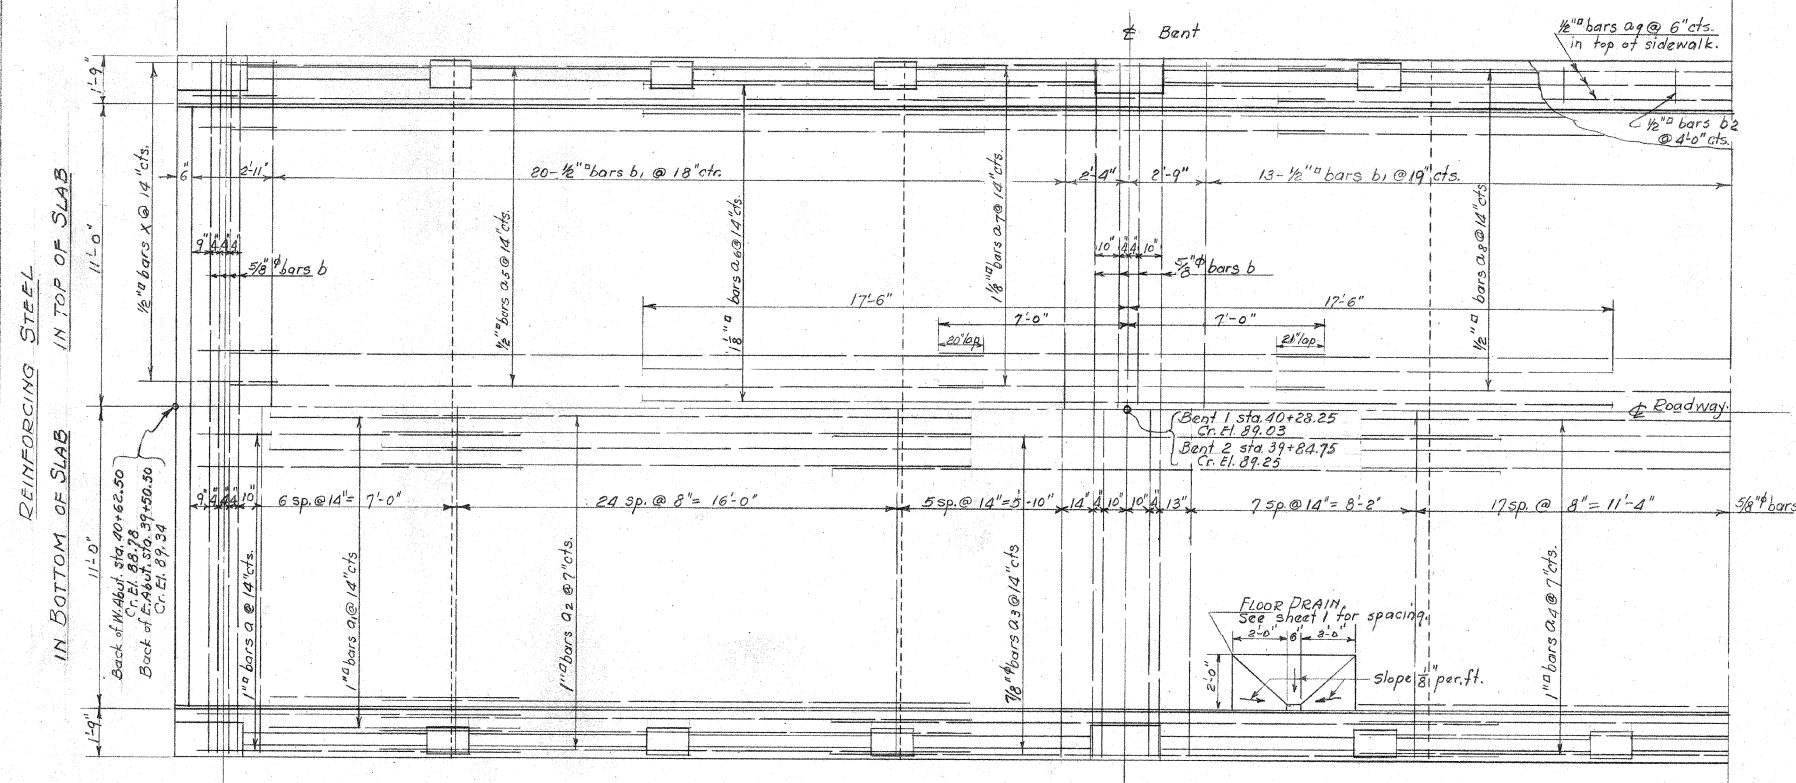 ℄ Bent
½"□ bars a9 @ 6"cts.
in top of sidewalk.
½"□ bars b2
@ 4'-0" cts.
1'-9"
11'-0"
11'-0"
1'-9"
REINFORCING STEEL
IN TOP OF SLAB
IN BOTTOM OF SLAB
½"□ bars x @ 14"cts.
6"
2'-11"
20-½"□ bars b₁ @ 18"ctr.
2'-4"
2'-9"
13-½"□ bars b₁ @ 19"cts.
½"□ bars a5 @ 14"cts.
1⅛"□ bars a6 @ 14"cts.
1⅛"□ bars a7 @ 14"cts.
½"□ bars a8 @ 14"cts.
9" 4" 4" 4"
5/8"φ bars b
10" 4" 4" 10"
5/8"φ bars b
17'-6"
17'-6"
7'-0"
7'-0"
20" lap
21" lap
℄ Roadway
Bent 1 sta. 40+28.25
Cr. El. 89.03
Bent 2 sta. 39+84.75
Cr. El. 89.25
Back of W. Abut. sta. 40+62.50
Cr. El. 88.78
Back of E. Abut. sta. 39+50.50
Cr. El. 89.34
9" 4" 4" 4" 10"
6 sp. @ 14" = 7'-0"
24 sp. @ 8" = 16'-0"
5 sp. @ 14" = 5'-10"
14" 4" 10" 10" 4" 13"
7 sp @ 14" = 8'-2"
17 sp. @ 8" = 11'-4"
5/8"φ bars
1"□ bars a @ 14"cts.
1"□ bars a₁ @ 14"cts
1"□ bars a2 @ 7"cts
7/8"φ bars a3 @ 14"cts
1"□ bars a4 @ 7"cts.
FLOOR DRAIN
See sheet 1 for spacing.
2'-0" 6" 2'-0"
2'-0"
Slope ⅛" per. ft.